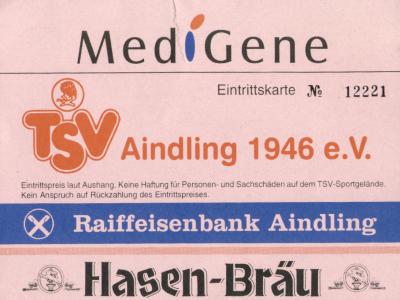 MediGene
Eintrittskarte № 12221
TSV Aindling 1946 e.V.
Eintrittspreis laut Aushang. Keine Haftung für Personen- und Sachschäden auf dem TSV-Sportgelände.
Kein Anspruch auf Rückzahlung des Eintrittspreises.
Raiffeisenbank Aindling
Hasen-Bräu